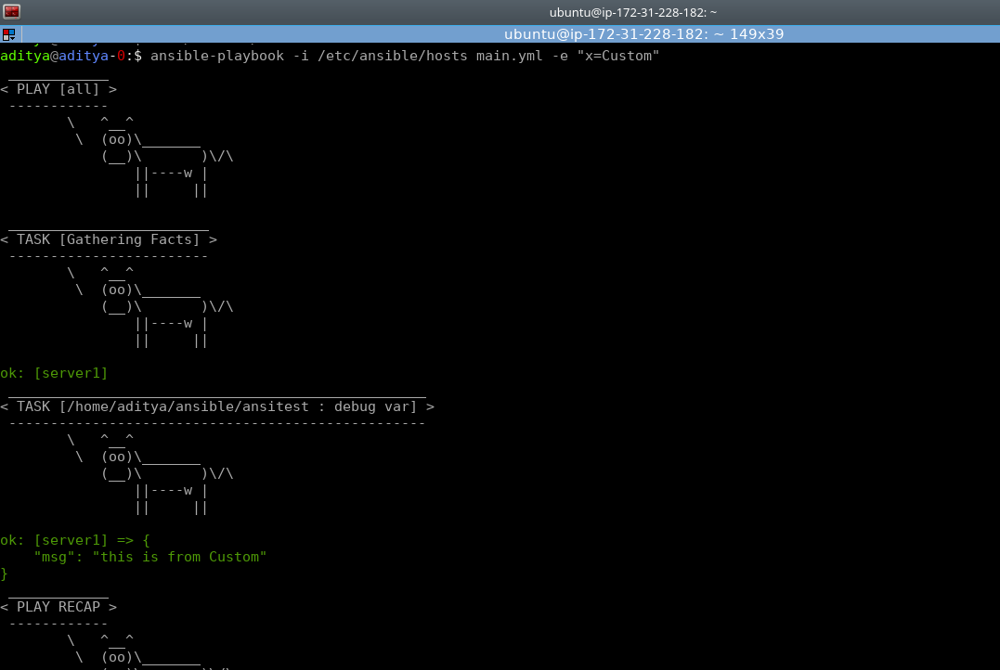 ubuntu@ip-172-31-228-182: ~
ubuntu@ip-172-31-228-182: ~ 149x39
aditya@aditya-0:$ ansible-playbook -i /etc/ansible/hosts main.yml -e "x=Custom"
 ____________
< PLAY [all] >
 ------------
        \   ^__^
         \  (oo)\_______
            (__)\       )\/\
                ||----w |
                ||     ||
 ________________________
< TASK [Gathering Facts] >
 ------------------------
        \   ^__^
         \  (oo)\_______
            (__)\       )\/\
                ||----w |
                ||     ||
ok: [server1]
 __________________________________________________
< TASK [/home/aditya/ansible/ansitest : debug var] >
 --------------------------------------------------
        \   ^__^
         \  (oo)\_______
            (__)\       )\/\
                ||----w |
                ||     ||
ok: [server1] => {
    "msg": "this is from Custom"
}
 ____________
< PLAY RECAP >
 ------------
        \   ^__^
         \  (oo)\_______